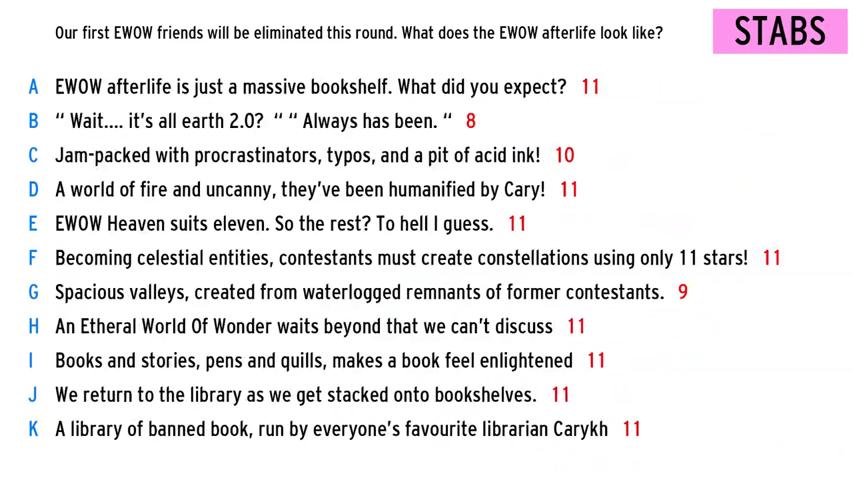 Our first EWOW friends will be eliminated this round. What does the EWOW afterlife look like?
STABS
A EWOW afterlife is just a massive bookshelf. What did you expect? 11
B “ Wait.... it’s all earth 2.0? “ “ Always has been. “ 8
C Jam-packed with procrastinators, typos, and a pit of acid ink! 10
D A world of fire and uncanny, they’ve been humanified by Cary! 11
E EWOW Heaven suits eleven. So the rest? To hell I guess. 11
F Becoming celestial entities, contestants must create constellations using only 11 stars! 11
G Spacious valleys, created from waterlogged remnants of former contestants. 9
H An Etheral World Of Wonder waits beyond that we can’t discuss 11
I Books and stories, pens and quills, makes a book feel enlightened 11
J We return to the library as we get stacked onto bookshelves. 11
K A library of banned book, run by everyone’s favourite librarian Carykh 11